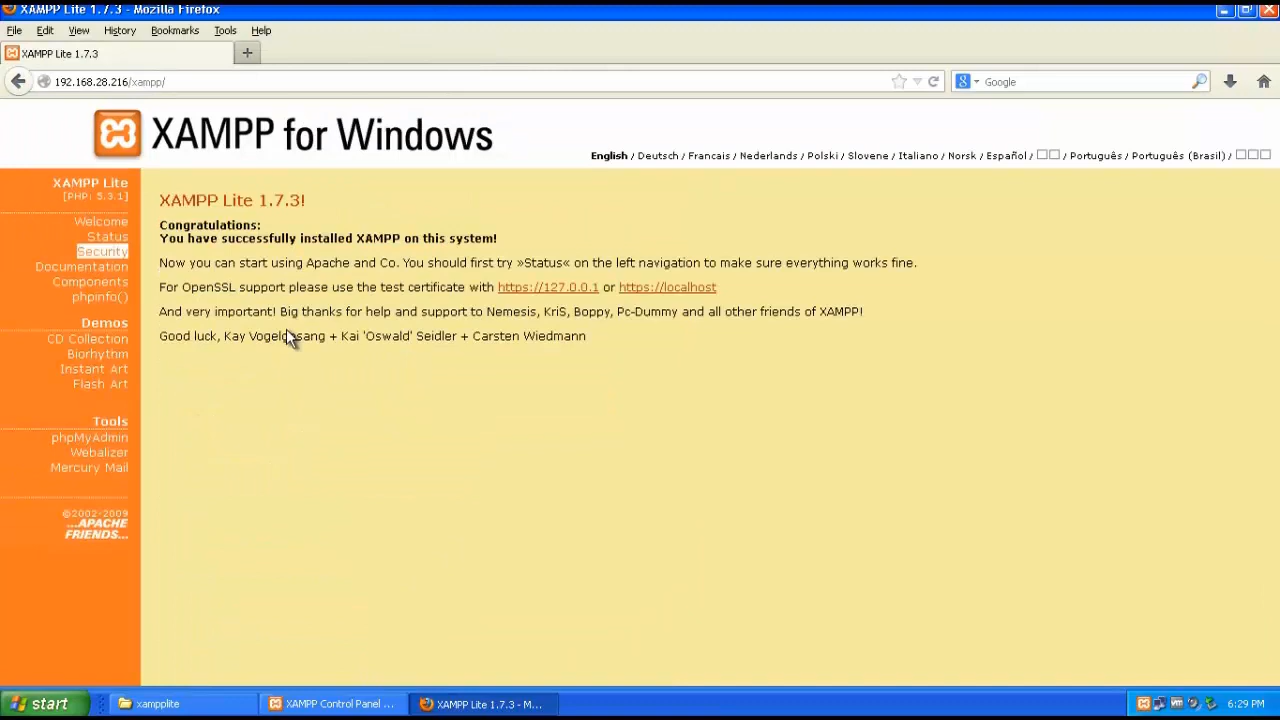 XAMPP Lite 1.7.3 - Mozilla Firefox
File Edit View History Bookmarks Tools Help
XAMPP Lite 1.7.3
192.168.28.216/xampp/
Google
XAMPP for Windows
English / Deutsch / Francais / Nederlands / Polski / Slovene / Italiano / Norsk / Español / □□ / Português / Português (Brasil) / □□□
XAMPP Lite
[PHP: 5.3.1]
Welcome
Status
Security
Documentation
Components
phpinfo()
Demos
CD Collection
Biorhythm
Instant Art
Flash Art
Tools
phpMyAdmin
Webalizer
Mercury Mail
©2002-2009
...APACHE
FRIENDS...
XAMPP Lite 1.7.3!
Congratulations:
You have successfully installed XAMPP on this system!
Now you can start using Apache and Co. You should first try »Status« on the left navigation to make sure everything works fine.
For OpenSSL support please use the test certificate with https://127.0.0.1 or https://localhost
And very important! Big thanks for help and support to Nemesis, KriS, Boppy, Pc-Dummy and all other friends of XAMPP!
Good luck, Kay Vogelgesang + Kai 'Oswald' Seidler + Carsten Wiedmann
start
xampplite
XAMPP Control Panel ...
XAMPP Lite 1.7.3 - M...
6:29 PM